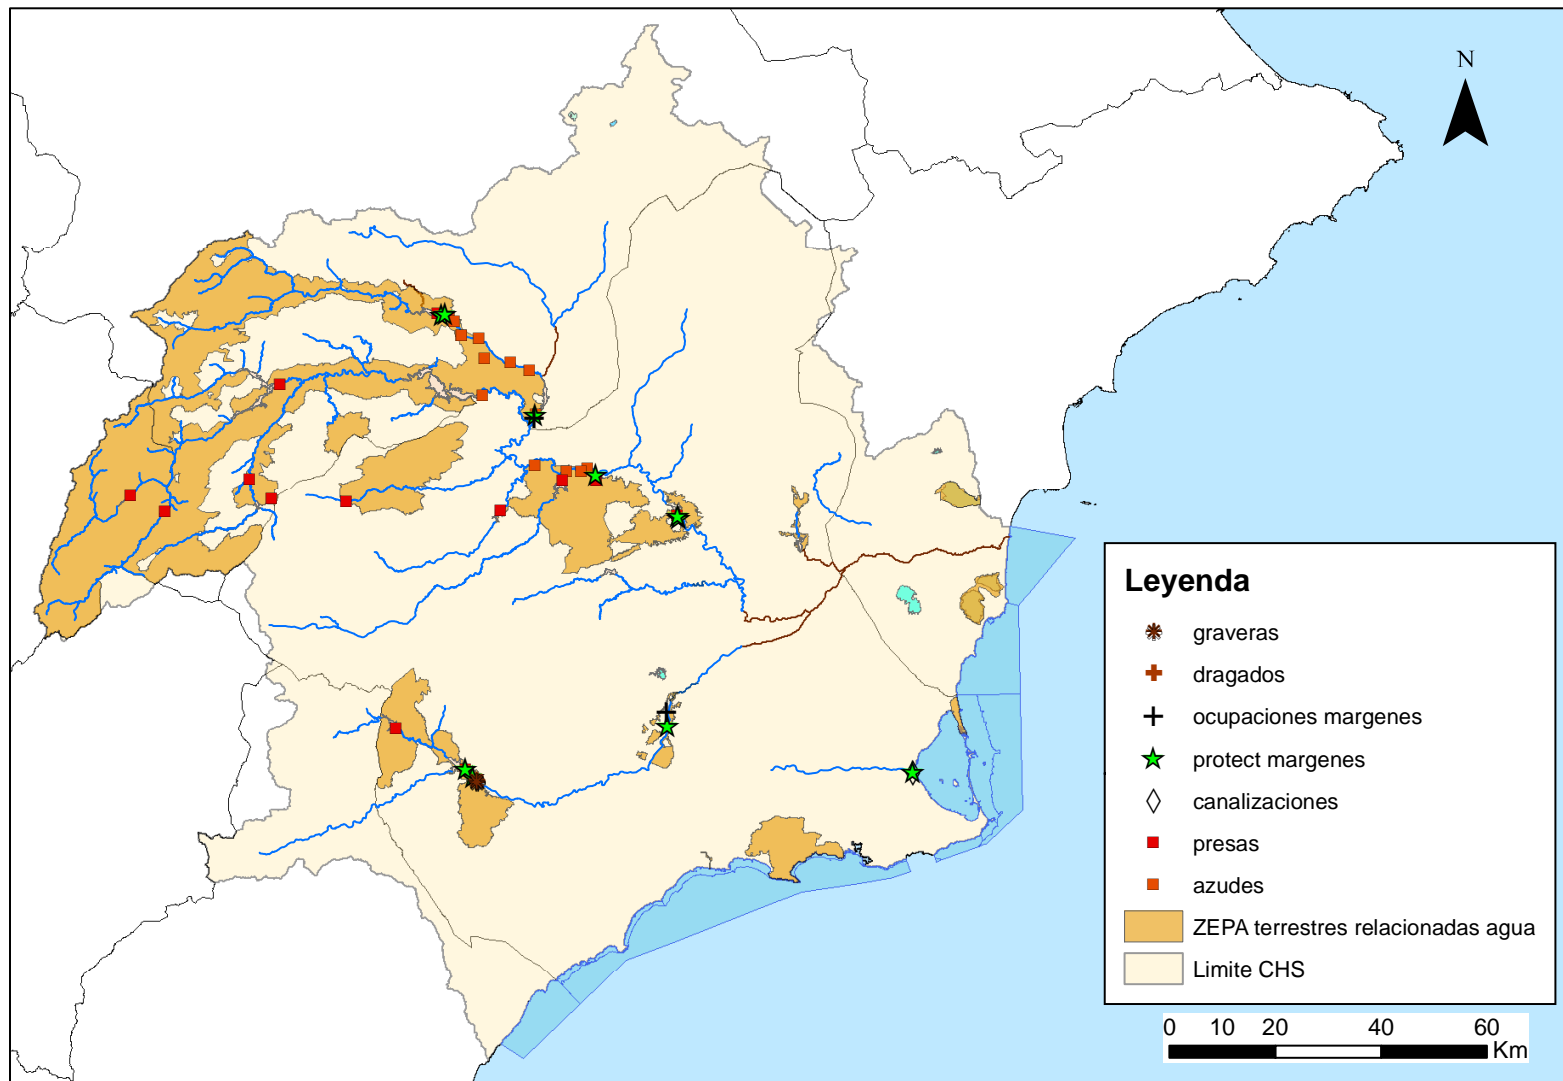 N
Leyenda
graveras
dragados
ocupaciones margenes
protect margenes
canalizaciones
presas
azudes
ZEPA terrestres relacionadas agua
Limite CHS
0 10 20 40 60
Km